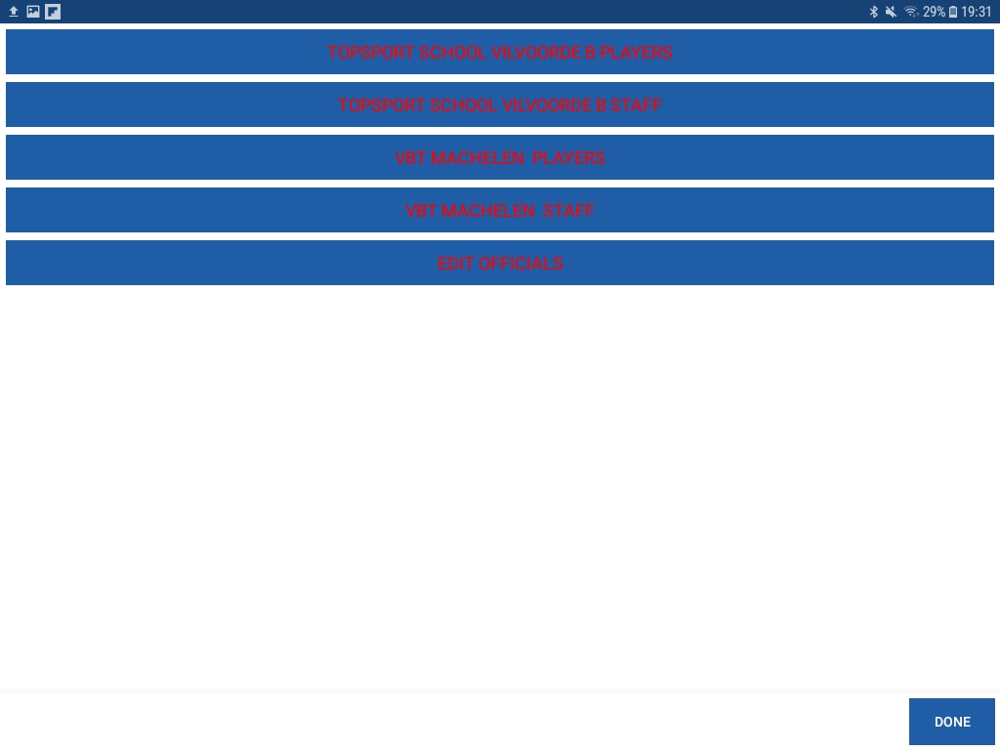 29% 19:31
TOPSPORT SCHOOL VILVOORDE B PLAYERS
TOPSPORT SCHOOL VILVOORDE B STAFF
VBT MACHELEN  PLAYERS
VBT MACHELEN  STAFF
EDIT OFFICIALS
DONE